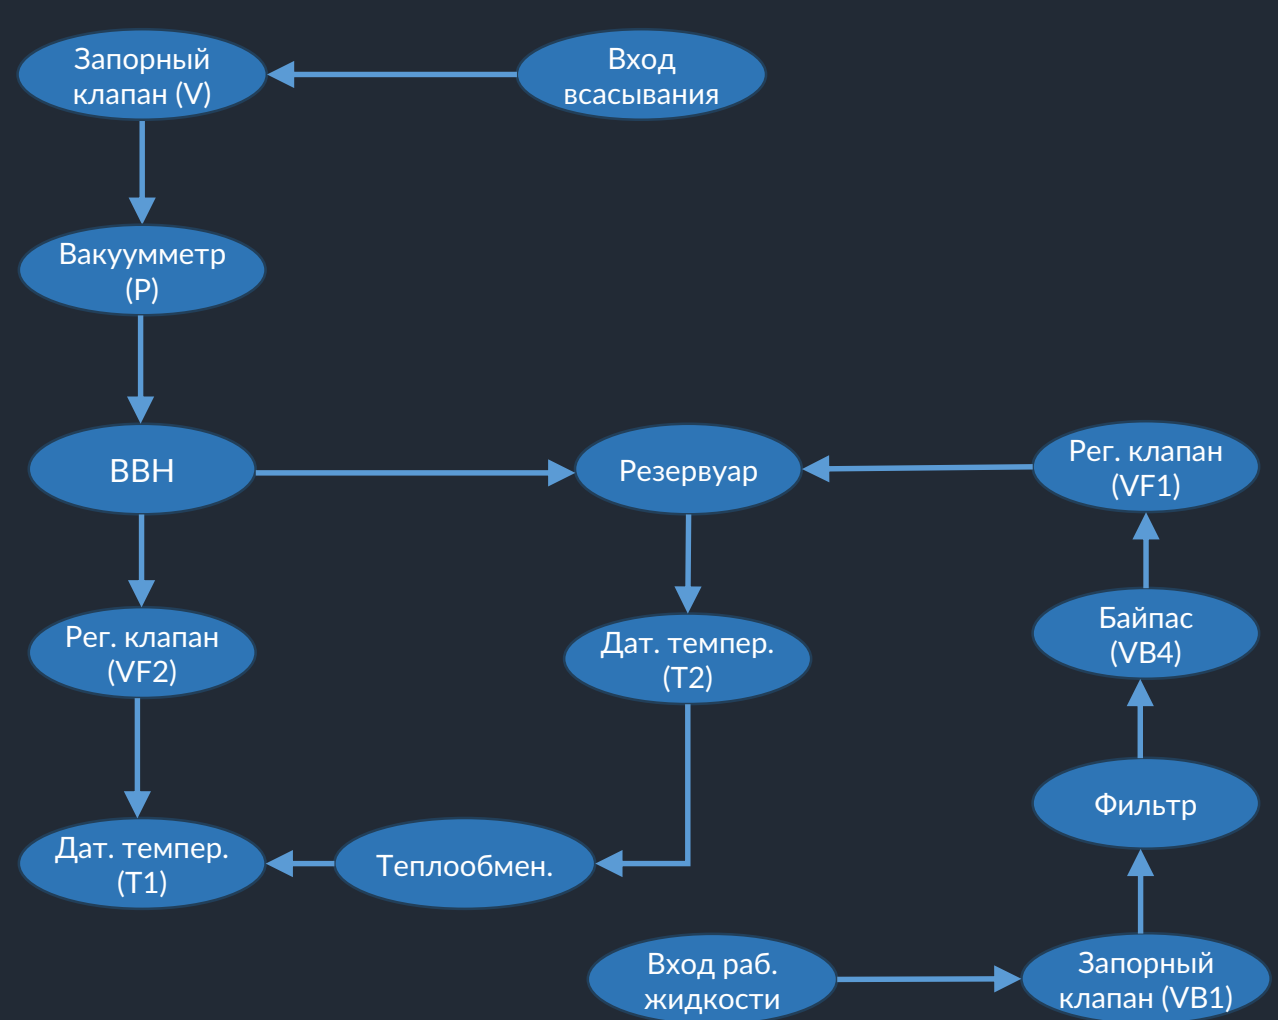 Запорный
клапан (V)
Вход
всасывания
Вакуумметр
(P)
ВВН
Резервуар
Рег. клапан
(VF1)
Рег. клапан
(VF2)
Дат. темпер.
(T2)
Байпас
(VB4)
Фильтр
Дат. темпер.
(T1)
Теплообмен.
Вход раб.
жидкости
Запорный
клапан (VB1)